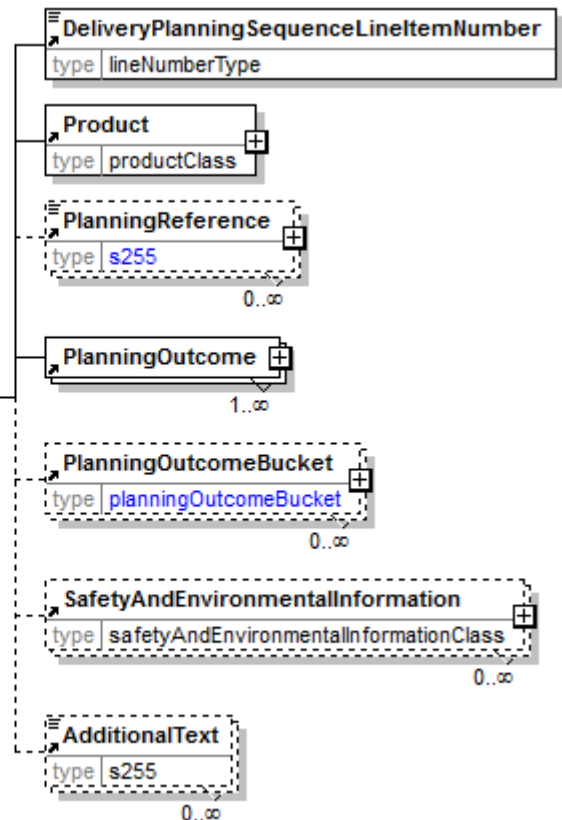 DeliveryPlanningSequenceLineItemNumber
type lineNumberType
Product
type productClass
PlanningReference
type s255
0..∞
PlanningOutcome
1..∞
PlanningOutcomeBucket
type planningOutcomeBucket
0..∞
SafetyAndEnvironmentalInformation
type safetyAndEnvironmentalInformationClass
0..∞
AdditionalText
type s255
0..∞